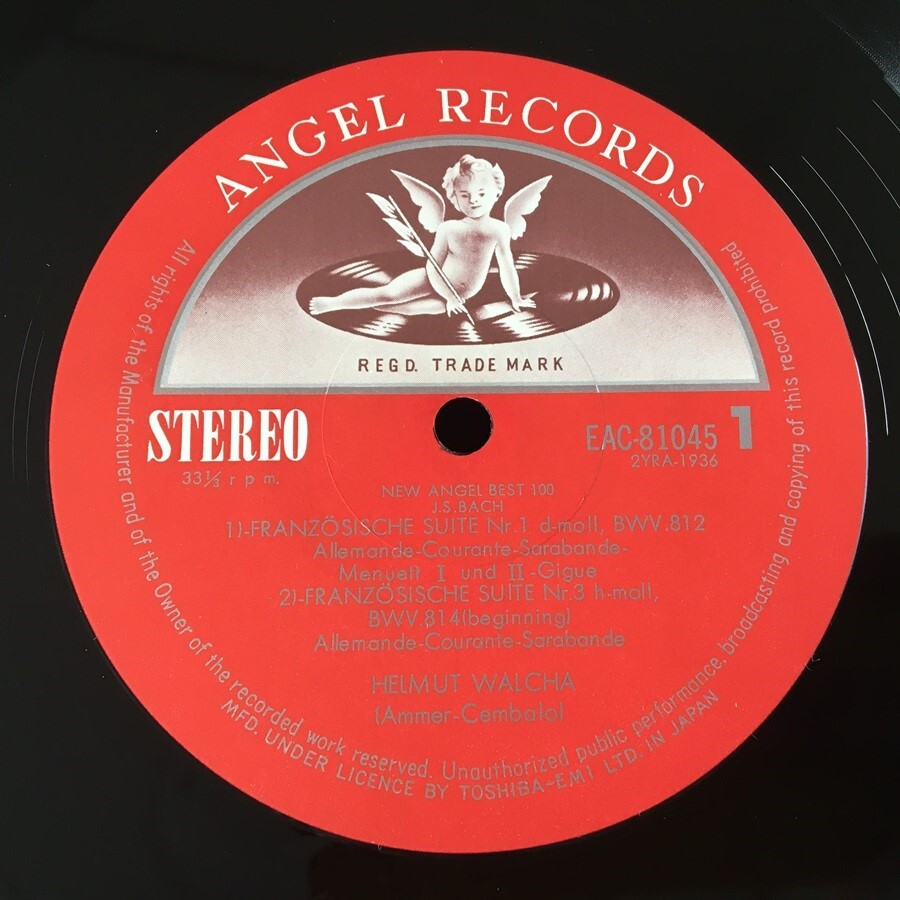 ANGEL RECORDS
REGD. TRADE MARK
STEREO
33⅓ r p m.
EAC-81045 1
2YRA-1936
NEW ANGEL BEST 100
J.S.BACH
1)-FRANZÖSISCHE SUITE Nr.1 d-moll, BWV.812
Allemande-Courante-Sarabande-
Menuett I und II-Gigue
2)-FRANZÖSISCHE SUITE Nr.3 h-moll,
BWV.814(beginning)
Allemande-Courante-Sarabande
HELMUT WALCHA
(Ammer-Cembalo)
All rights of the Manufacturer and of the Owner of the recorded work reserved. Unauthorized public performance, broadcasting and copying of this record prohibited
MFD. UNDER LICENCE BY TOSHIBA-EMI LTD. IN JAPAN